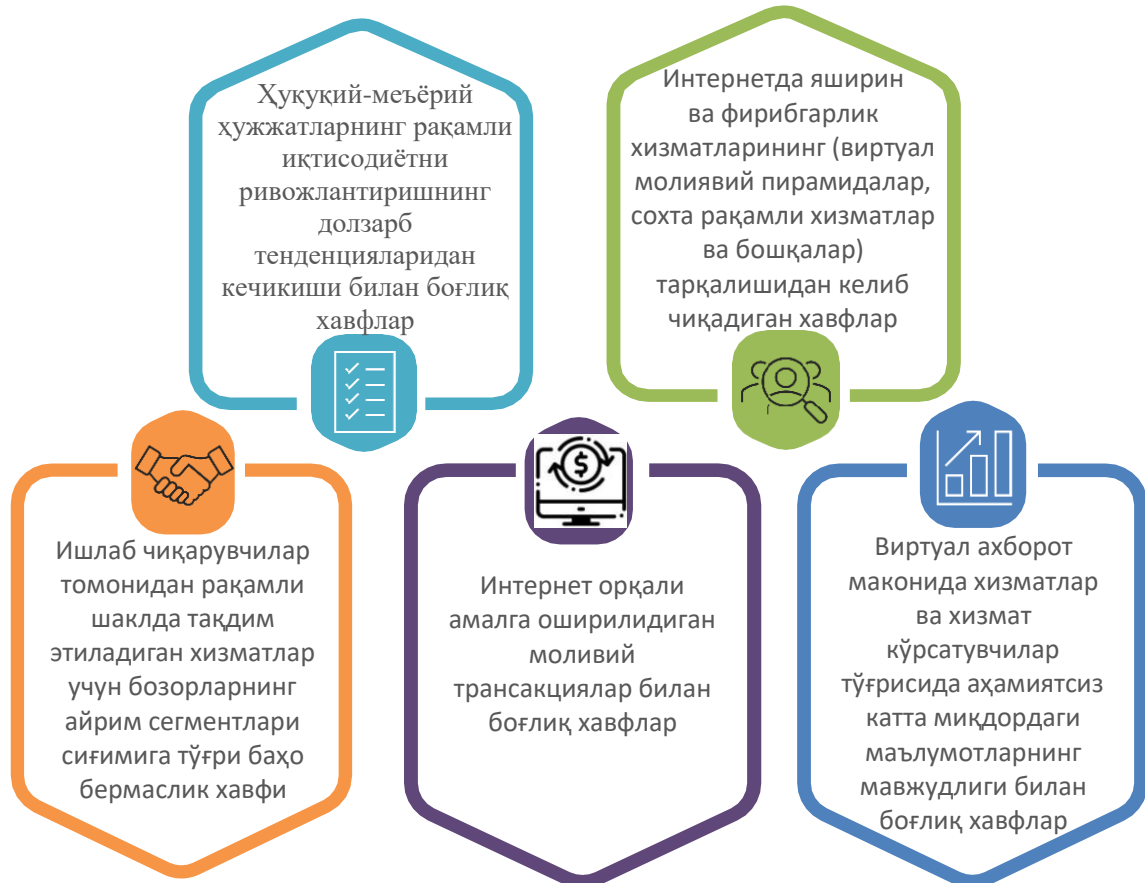 Ҳуқуқий-меъёрий
ҳужжатларнинг рақамли
иқтисодиётни
ривожлантиришнинг
долзарб
тенденцияларидан
кечикиши билан боғлиқ
хавфлар
Интернетда яширин
ва фирибгарлик
хизматларининг (виртуал
молиявий пирамидалар,
сохта рақамли хизматлар
ва бошқалар)
тарқалишидан келиб
чиқадиган хавфлар
Ишлаб чиқарувчилар
томонидан рақамли
шаклда тақдим
этиладиган хизматлар
учун бозорларнинг
айрим сегментлари
сиғимига тўғри баҳо
бермаслик хавфи
Интернет орқали
амалга оширилидиган
моливий
трансакциялар билан
боғлиқ хавфлар
Виртуал ахборот
маконида хизматлар
ва хизмат
кўрсатувчилар
тўғрисида аҳамиятсиз
катта миқдордаги
маълумотларнинг
мавжудлиги билан
боғлиқ хавфлар